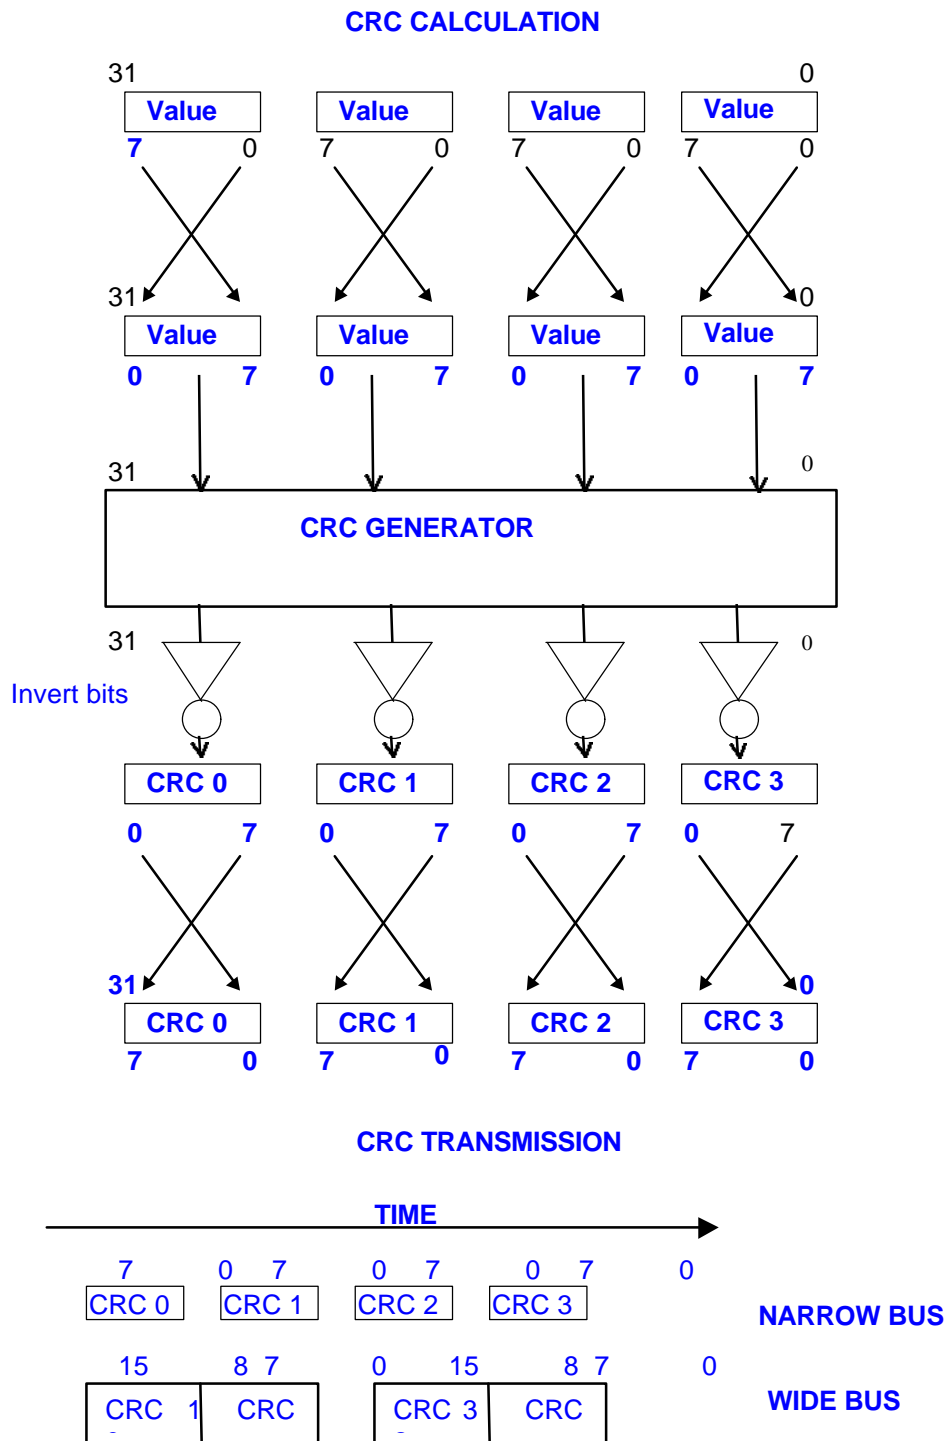 CRC CALCULATION
31 0
Value Value Value Value
7 0 7 0 7 0 7 0
31 0
Value Value Value Value
0 7 0 7 0 7 0 7
31 0
CRC GENERATOR
31 0
Invert bits
CRC 0 CRC 1 CRC 2 CRC 3
0 7 0 7 0 7 0 7
31 0
CRC 0 CRC 1 CRC 2 CRC 3
7 0 7 0 7 0 7 0
CRC TRANSMISSION
TIME
7 0 7 0 7 0 7 0
CRC 0 CRC 1 CRC 2 CRC 3
NARROW BUS
15 8 7 0 15 8 7 0
CRC 1 CRC CRC 3 CRC
WIDE BUS